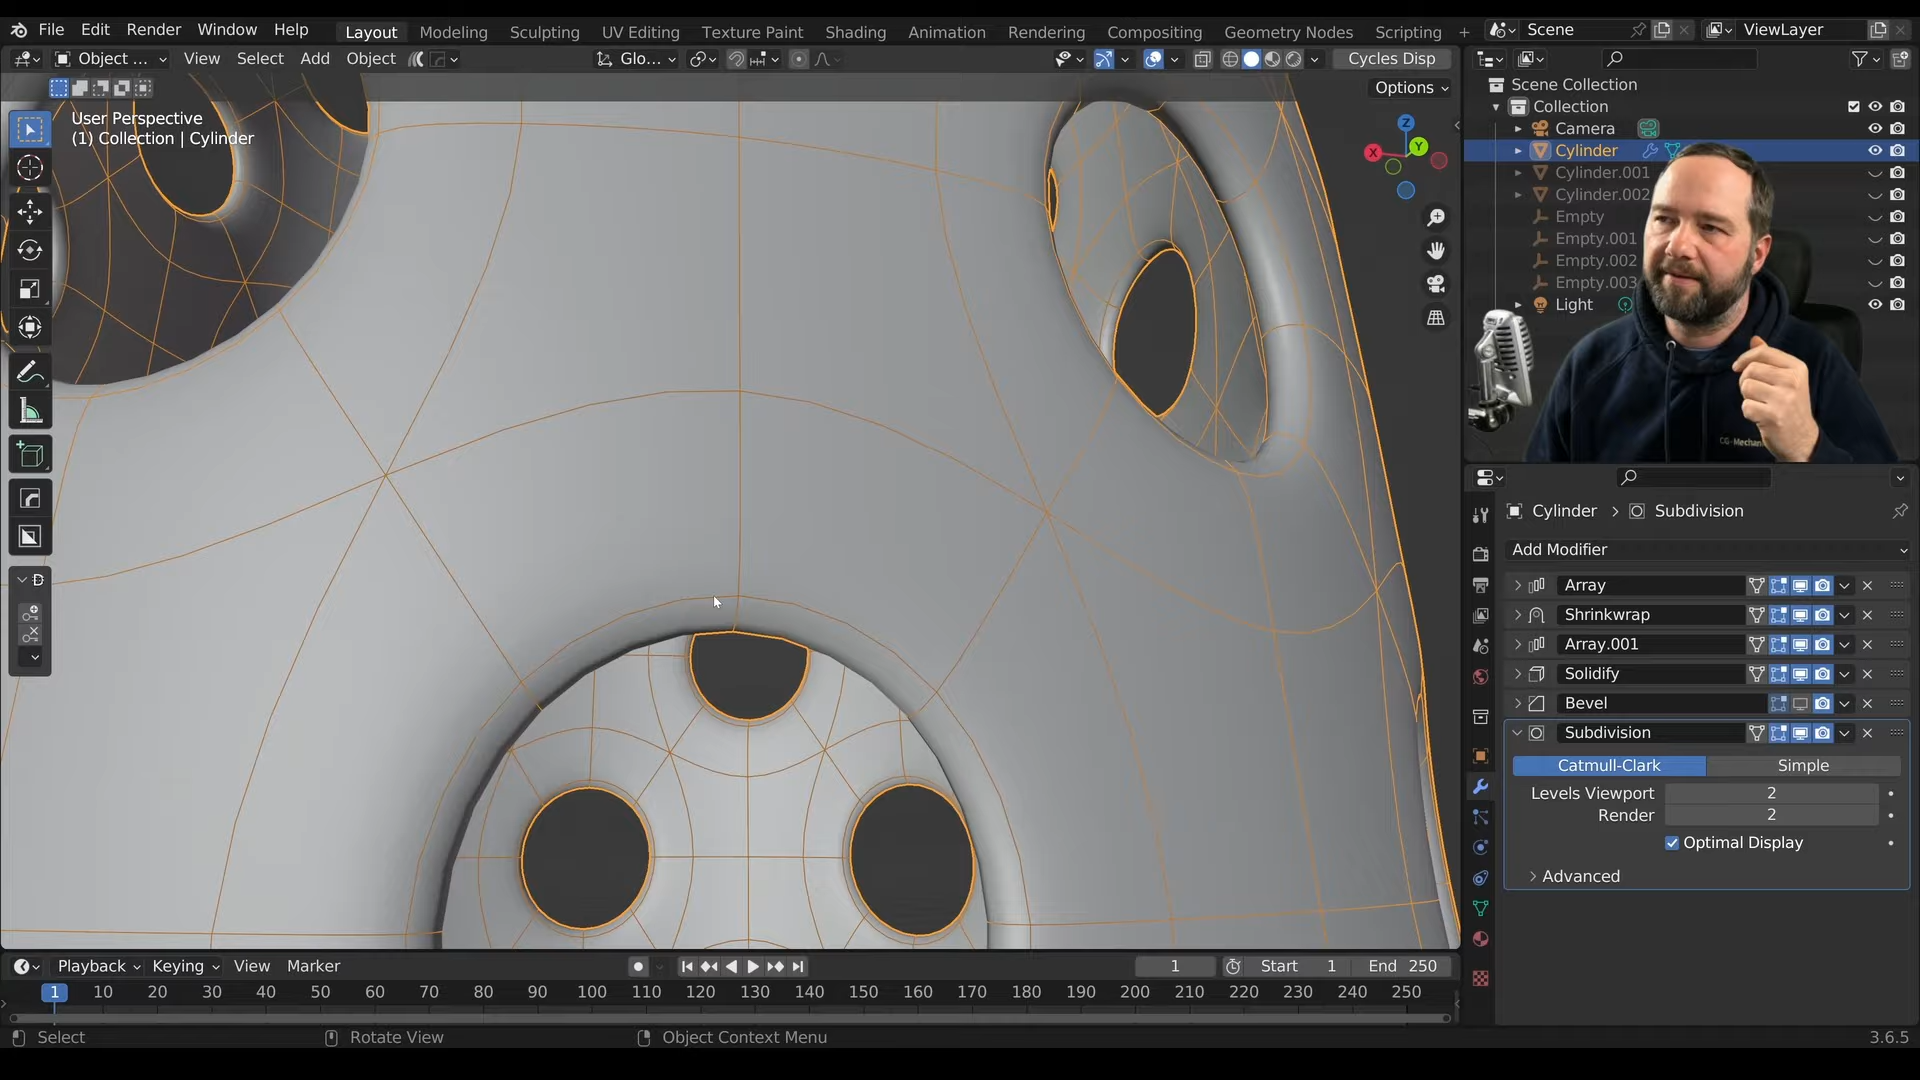 File Edit Render Window Help Layout Modeling Sculpting UV Editing Texture Paint Shading Animation Rendering Compositing Geometry Nodes Scripting + Scene ViewLayer
Object ... View Select Add Object Glo... Cycles Disp
Options
User Perspective
(1) Collection | Cylinder
X Y Z
D
Scene Collection
Collection
Camera
Cylinder
Cylinder.001
Cylinder.002
Empty
Empty.001
Empty.002
Empty.003
Light
Cylinder > Subdivision
Add Modifier
Array
Shrinkwrap
Array.001
Solidify
Bevel
Subdivision
Catmull-Clark Simple
Levels Viewport 2
Render 2
Optimal Display
Advanced
Playback Keying View Marker 1 Start 1 End 250
1 10 20 30 40 50 60 70 80 90 100 110 120 130 140 150 160 170 180 190 200 210 220 230 240 250
Select Rotate View Object Context Menu 3.6.5